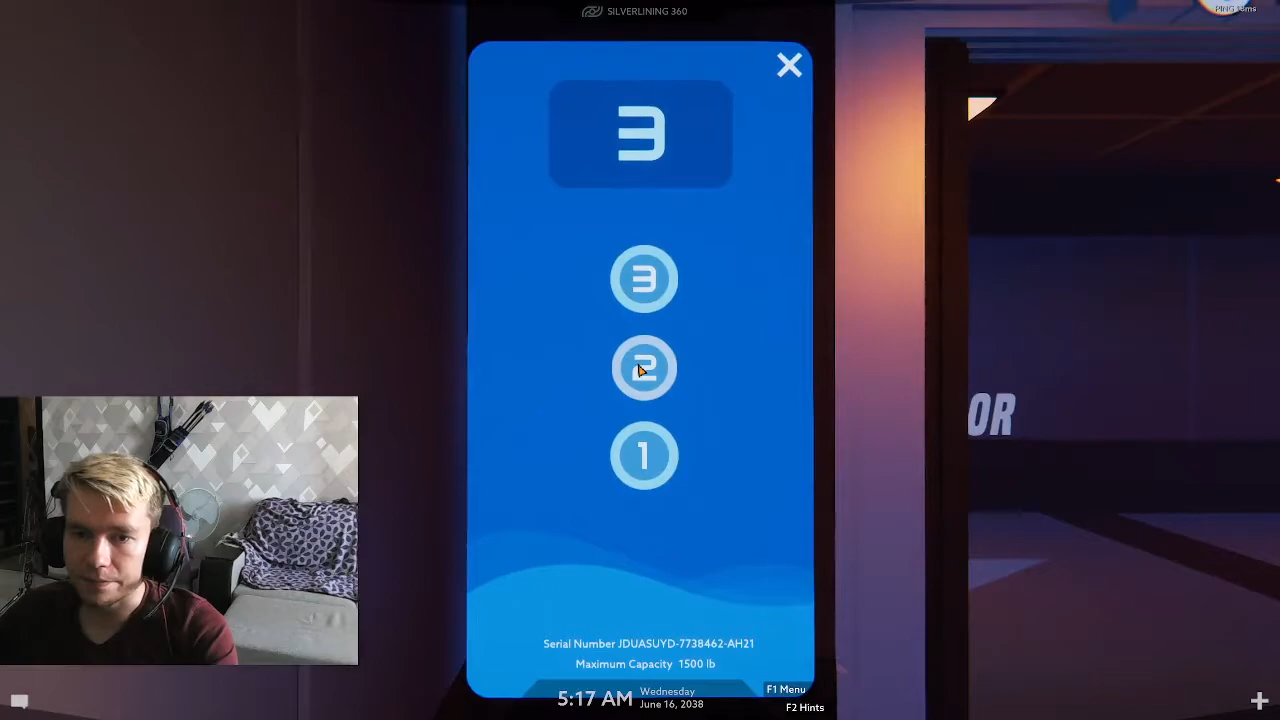 SILVERLINING 360
3
3
2
1
OR
Serial Number JDUASUYD-7738462-AH21
Maximum Capacity 1500 lb
5:17 AM
Wednesday
June 16, 2038
F1 Menu
F2 Hints